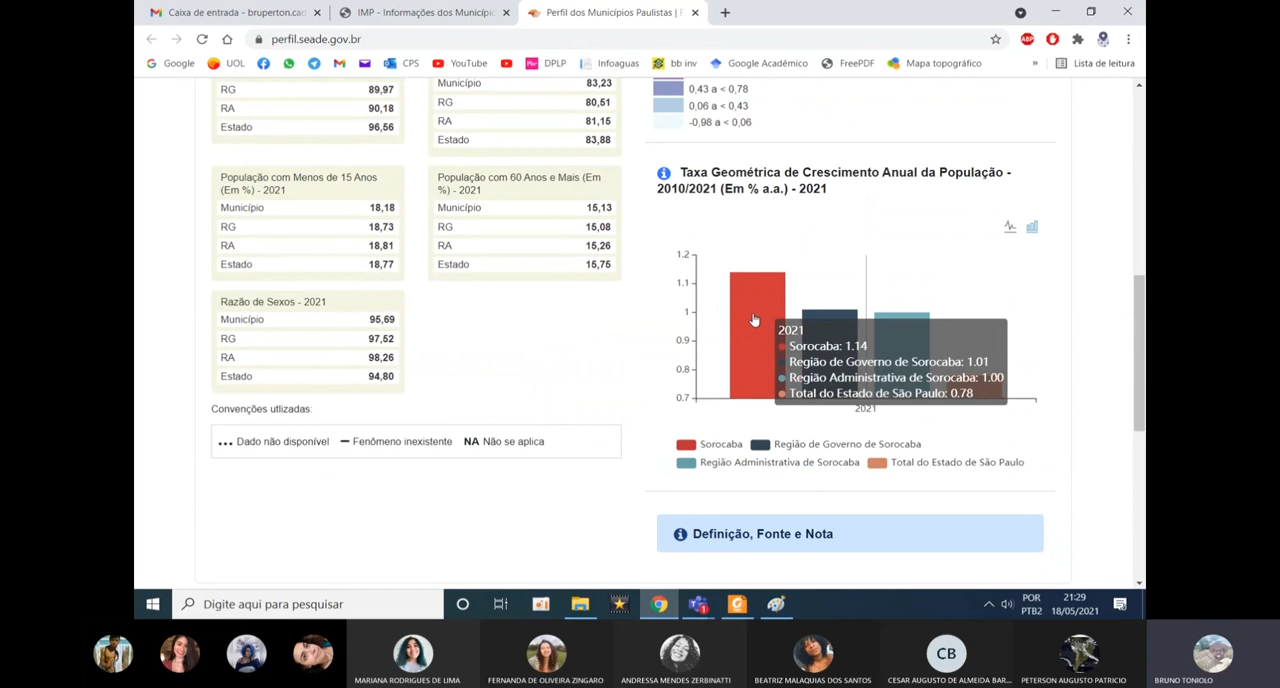 Caixa de entrada - bruperton.cad
IMP - Informações dos Município
Perfil dos Municípios Paulistas | F
perfil.seade.gov.br
ABP
Google
UOL
CPS
YouTube
DPLP
Infoaguas
bb inv
Google Acadêmico
FreePDF
Mapa topográfico
»
Lista de leitura
RG 89,97
RA 90,18
Estado 96,56
Município 83,23
RG 80,51
RA 81,15
Estado 83,88
População com Menos de 15 Anos
(Em %) - 2021
Município 18,18
RG 18,73
RA 18,81
Estado 18,77
População com 60 Anos e Mais (Em
%) - 2021
Município 15,13
RG 15,08
RA 15,26
Estado 15,75
Razão de Sexos - 2021
Município 95,69
RG 97,52
RA 98,26
Estado 94,80
Convenções utlizadas:
... Dado não disponível — Fenômeno inexistente NA Não se aplica
0,43 a < 0,78
0,06 a < 0,43
-0,98 a < 0,06
Taxa Geométrica de Crescimento Anual da População -
2010/2021 (Em % a.a.) - 2021
1.2
1.1
1
0.9
0.8
0.7
2021
Sorocaba: 1.14
Região de Governo de Sorocaba: 1.01
Região Administrativa de Sorocaba: 1.00
Total do Estado de São Paulo: 0.78
2021
Sorocaba
Região de Governo de Sorocaba
Região Administrativa de Sorocaba
Total do Estado de São Paulo
Definição, Fonte e Nota
Digite aqui para pesquisar
POR
PTB2
21:29
18/05/2021
CB
MARIANA RODRIGUES DE LIMA
FERNANDA DE OLIVEIRA ZINGARO
ANDRESSA MENDES ZERBINATTI
BEATRIZ MALAQUIAS DOS SANTOS
CESAR AUGUSTO DE ALMEIDA BAR...
PETERSON AUGUSTO PATRICIO
BRUNO TONIOLO